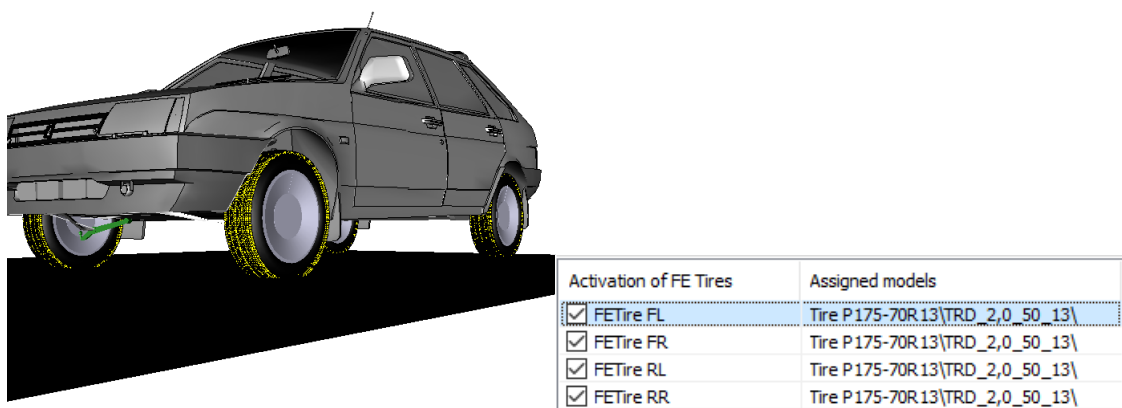 Activation of FE Tires Assigned models
FETire FL Tire P175-70R13\TRD_2,0_50_13\
FETire FR Tire P175-70R13\TRD_2,0_50_13\
FETire RL Tire P175-70R13\TRD_2,0_50_13\
FETire RR Tire P175-70R13\TRD_2,0_50_13\